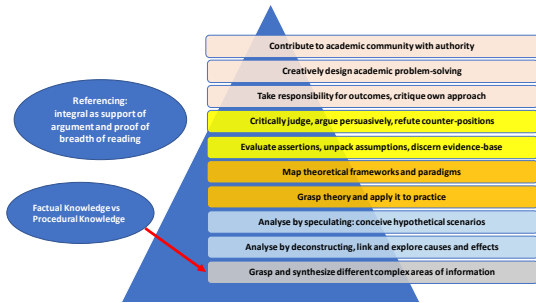 Contribute to academic community with authority
Creatively design academic problem-solving
Take responsibility for outcomes, critique own approach
Critically judge, argue persuasively, refute counter-positions
Evaluate assertions, unpack assumptions, discern evidence-base
Map theoretical frameworks and paradigms
Grasp theory and apply it to practice
Analyse by speculating: conceive hypothetical scenarios
Analyse by deconstructing, link and explore causes and effects
Grasp and synthesize different complex areas of information
Referencing:
integral as support of
argument and proof of
breadth of reading
Factual Knowledge vs
Procedural Knowledge